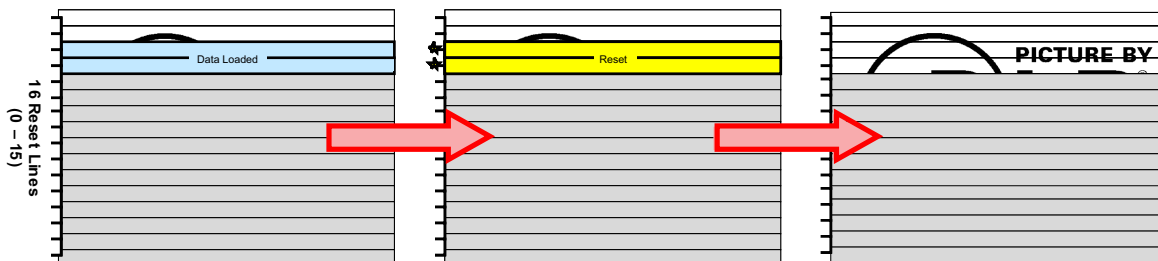 16 Reset Lines
(0 – 15)
Data Loaded
Reset
PICTURE BY
®